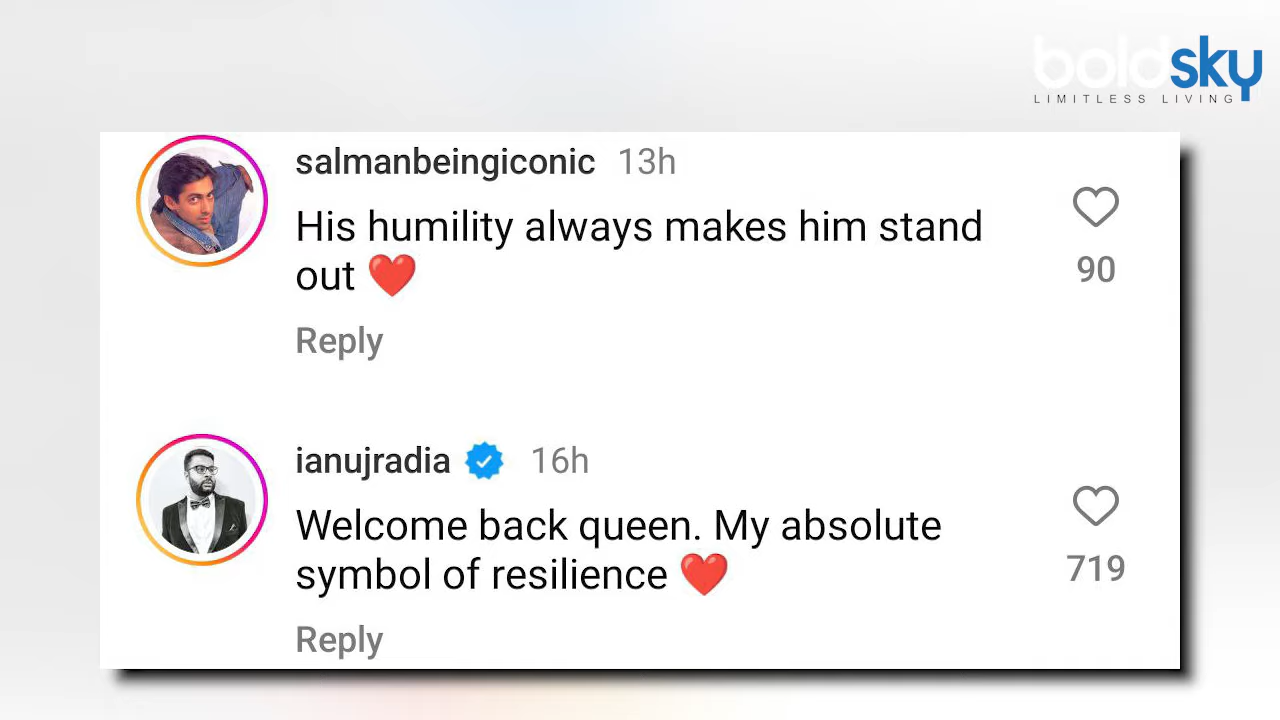 boldsky
LIMITLESS LIVING
salmanbeingiconic 13h
His humility always makes him stand
out ❤️
90
Reply
ianujradia 16h
Welcome back queen. My absolute
symbol of resilience ❤️
719
Reply